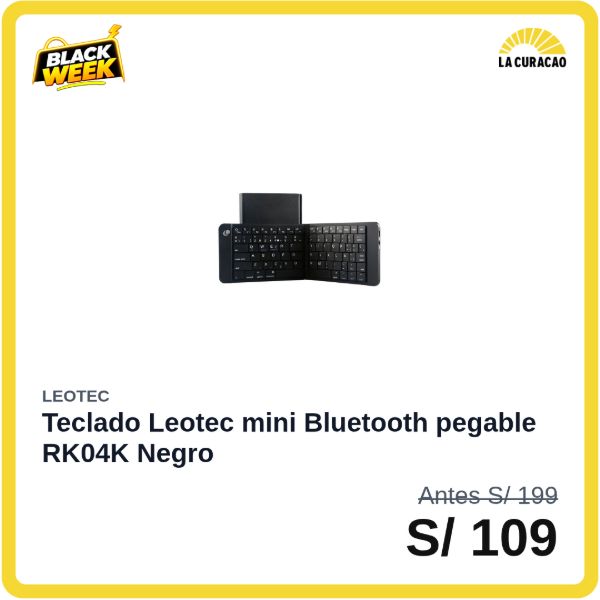 BLACK
WEEK
LA CURACAO
LEOTEC
Teclado Leotec mini Bluetooth pegable
RK04K Negro
Antes S/ 199
S/ 109